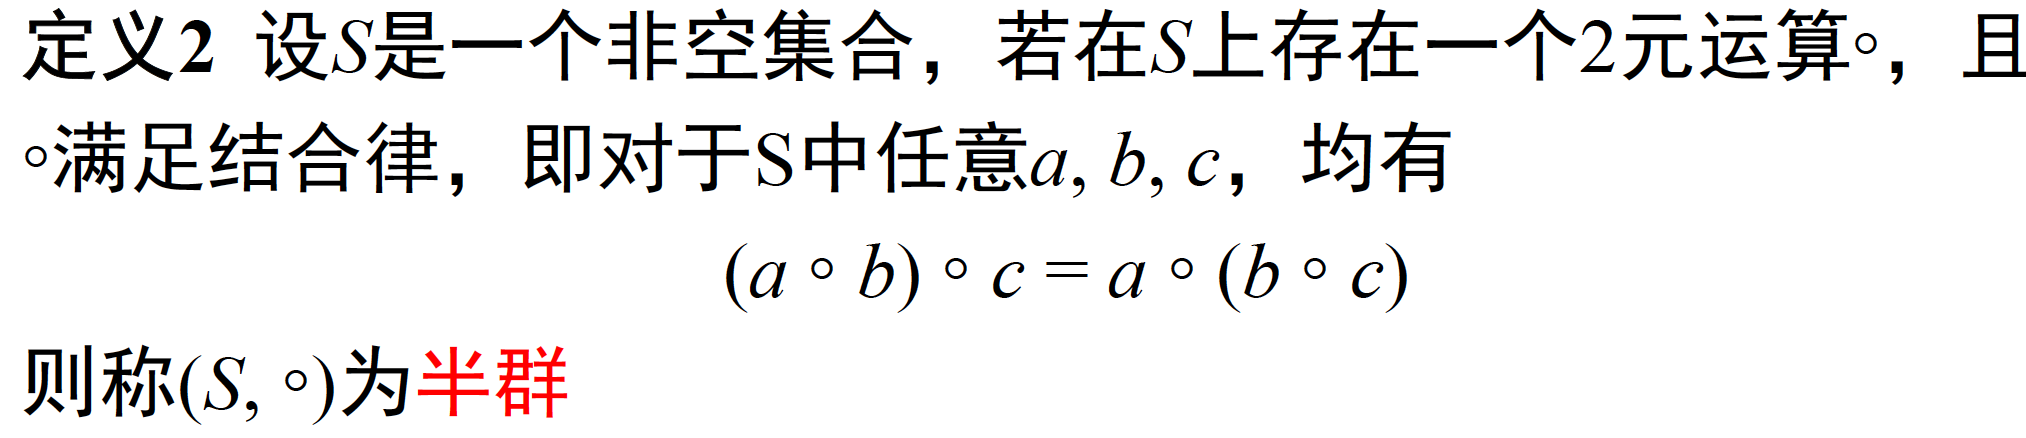 定义2 设S是一个非空集合，若在S上存在一个2元运算∘，且
∘满足结合律，即对于S中任意a, b, c，均有
(a ∘ b) ∘ c = a ∘ (b ∘ c)
则称(S, ∘)为半群